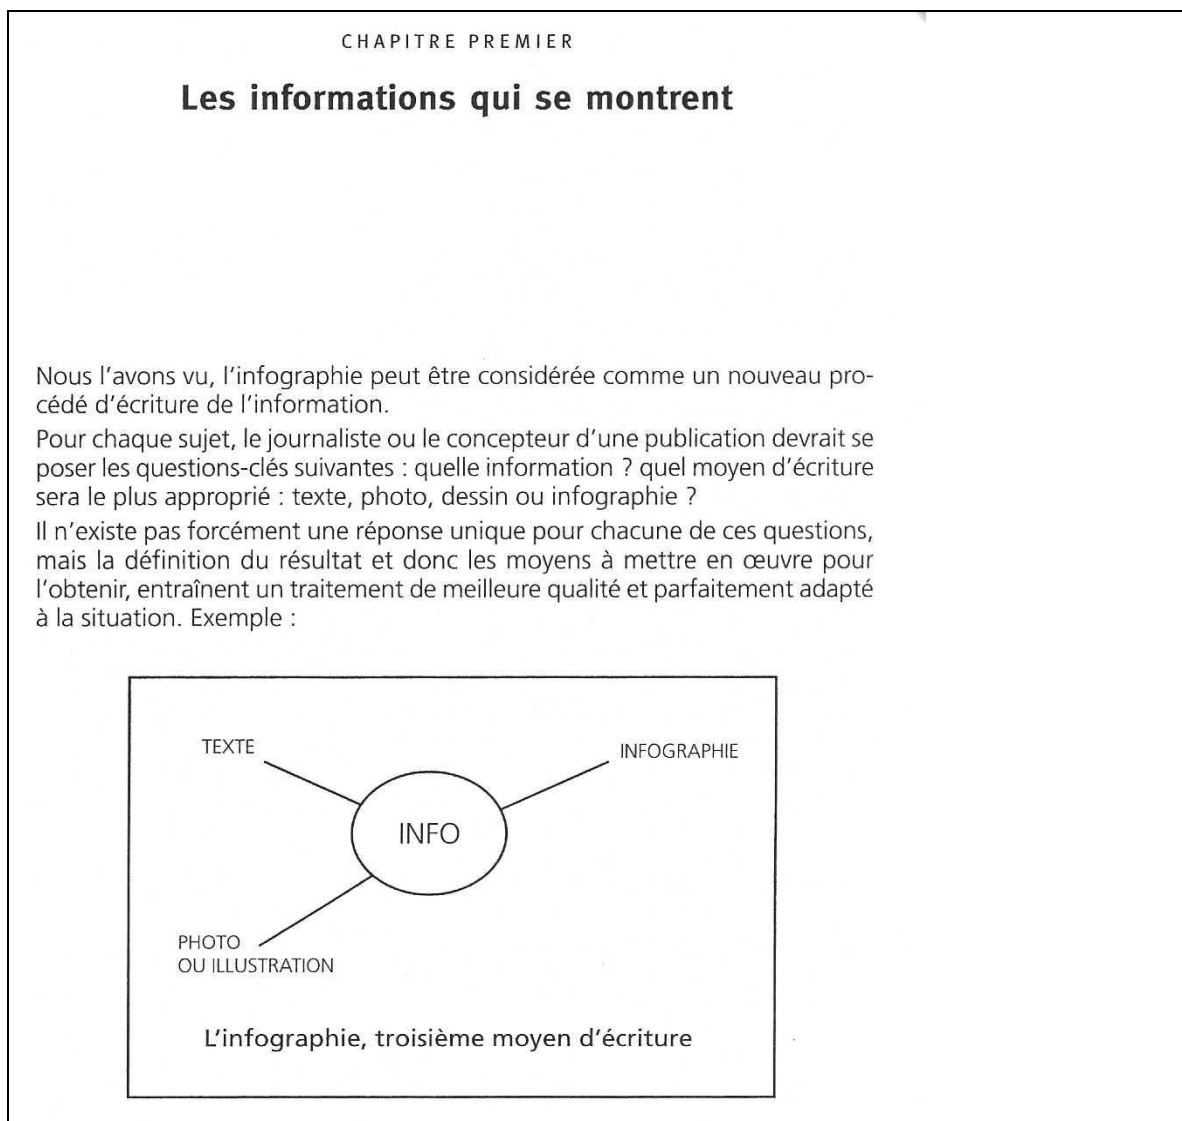 CHAPITRE PREMIER
Les informations qui se montrent
Nous l'avons vu, l'infographie peut être considérée comme un nouveau pro-
cédé d'écriture de l'information.
Pour chaque sujet, le journaliste ou le concepteur d'une publication devrait se
poser les questions-clés suivantes : quelle information ? quel moyen d'écriture
sera le plus approprié : texte, photo, dessin ou infographie ?
Il n'existe pas forcément une réponse unique pour chacune de ces questions,
mais la définition du résultat et donc les moyens à mettre en œuvre pour
l'obtenir, entraînent un traitement de meilleure qualité et parfaitement adapté
à la situation. Exemple :
TEXTE
INFOGRAPHIE
INFO
PHOTO
OU ILLUSTRATION
L'infographie, troisième moyen d'écriture